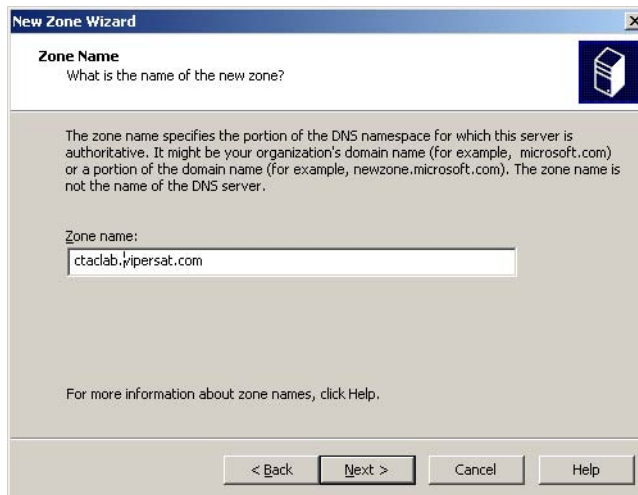 New Zone Wizard
Zone Name
What is the name of the new zone?
The zone name specifies the portion of the DNS namespace for which this server is
authoritative. It might be your organization's domain name (for example, microsoft.com)
or a portion of the domain name (for example, newzone.microsoft.com). The zone name is
not the name of the DNS server.
Zone name:
ctaclab.vipersat.com
For more information about zone names, click Help.
< Back
Next >
Cancel
Help